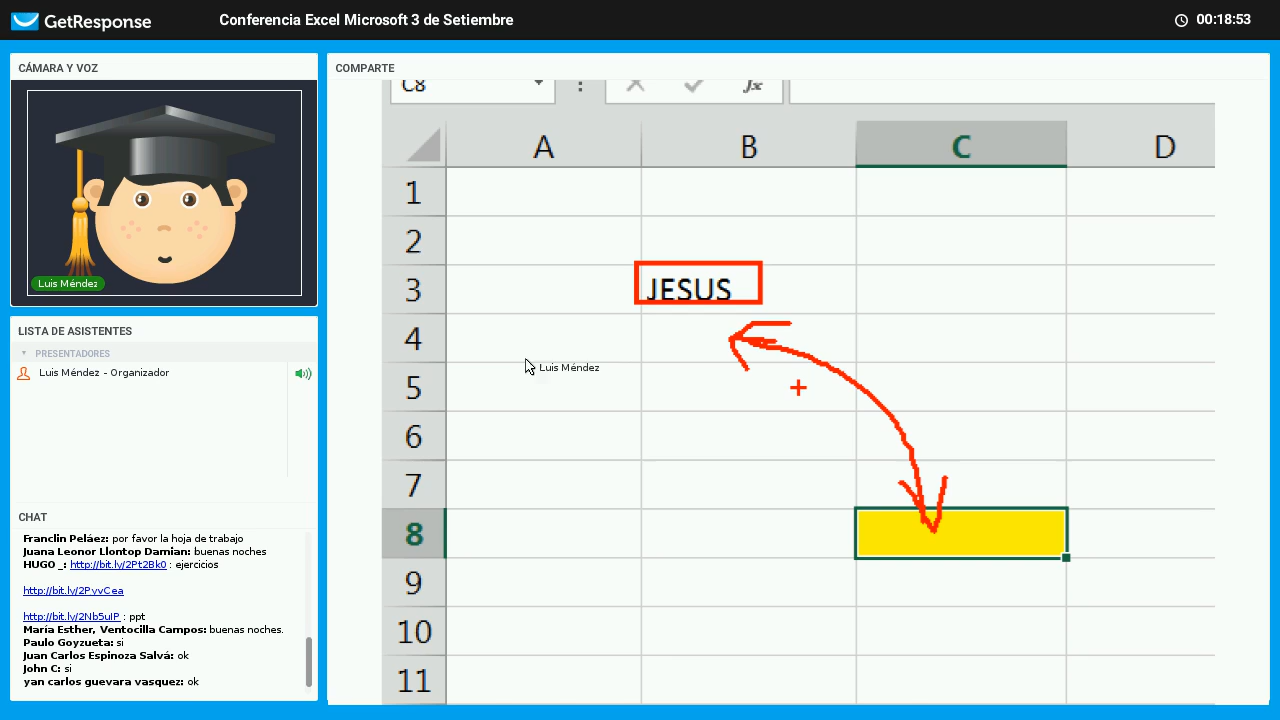 GetResponse
Conferencia Excel Microsoft 3 de Setiembre
00:18:53
CÁMARA Y VOZ
Luis Méndez
LISTA DE ASISTENTES
PRESENTADORES
Luis Méndez - Organizador
CHAT
Franclin Peláez: por favor la hoja de trabajo
Juana Leonor Llontop Damian: buenas noches
HUGO _: http://bit.ly/2Pt2Bk0 : ejercicios
http://bit.ly/2PyvCea
http://bit.ly/2Nb5uIP : ppt
María Esther, Ventocilla Campos: buenas noches.
Paulo Goyzueta: si
Juan Carlos Espinoza Salvá: ok
John C: si
yan carlos guevara vasquez: ok
COMPARTE
C8 fx
A B C D
1
2
3 JESUS
4
Luis Méndez
5
6
7
8
9
10
11